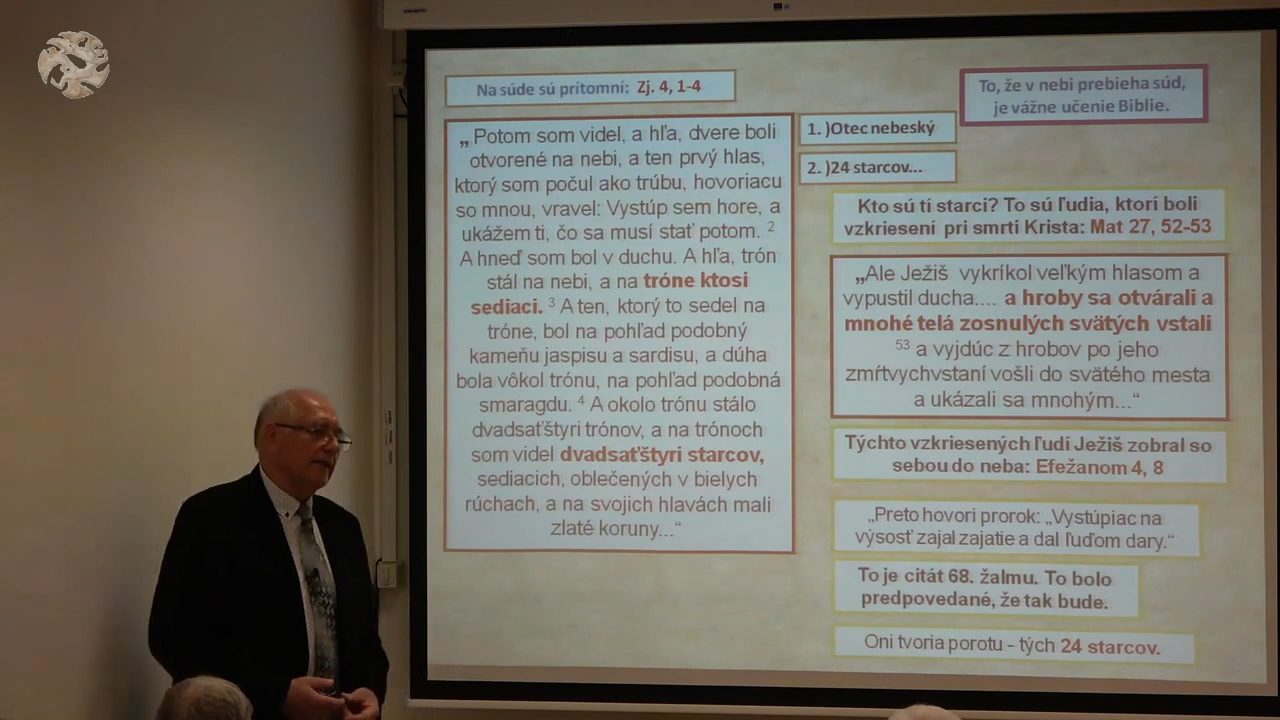 Na súde sú prítomní: Zj. 4, 1-4
„Potom som videl, a hľa, dvere boli
otvorené na nebi, a ten prvý hlas,
ktorý som počul ako trúbu, hovoriacu
so mnou, vravel: Vystúp sem hore, a
ukážem ti, čo sa musí stať potom. 2
A hneď som bol v duchu. A hľa, trón
stál na nebi, a na tróne ktosi
sediaci. 3 A ten, ktorý to sedel na
tróne, bol na pohľad podobný
kameňu jaspisu a sardisu, a dúha
bola vôkol trónu, na pohľad podobná
smaragdu. 4 A okolo trónu stálo
dvadsaťštyri trónov, a na trónoch
som videl dvadsaťštyri starcov,
sediacich, oblečených v bielych
rúchach, a na svojich hlavách mali
zlaté koruny...“
To, že v nebi prebieha súd,
je vážne učenie Biblie.
1. )Otec nebeský
2. )24 starcov...
Kto sú tí starci? To sú ľudia, ktorí boli
vzkriesení pri smrti Krista: Mat 27, 52-53
„Ale Ježiš vykríkol veľkým hlasom a
vypustil ducha.... a hroby sa otvárali a
mnohé telá zosnulých svätých vstali
53 a vyjdúc z hrobov po jeho
zmŕtvychvstaní vošli do svätého mesta
a ukázali sa mnohým...“
Týchto vzkriesených ľudí Ježiš zobral so
sebou do neba: Efežanom 4, 8
„Preto hovori prorok: „Vystúpiac na
výsosť zajal zajatie a dal ľuďom dary.“
To je citát 68. žalmu. To bolo
predpovedané, že tak bude.
Oni tvoria porotu - tých 24 starcov.